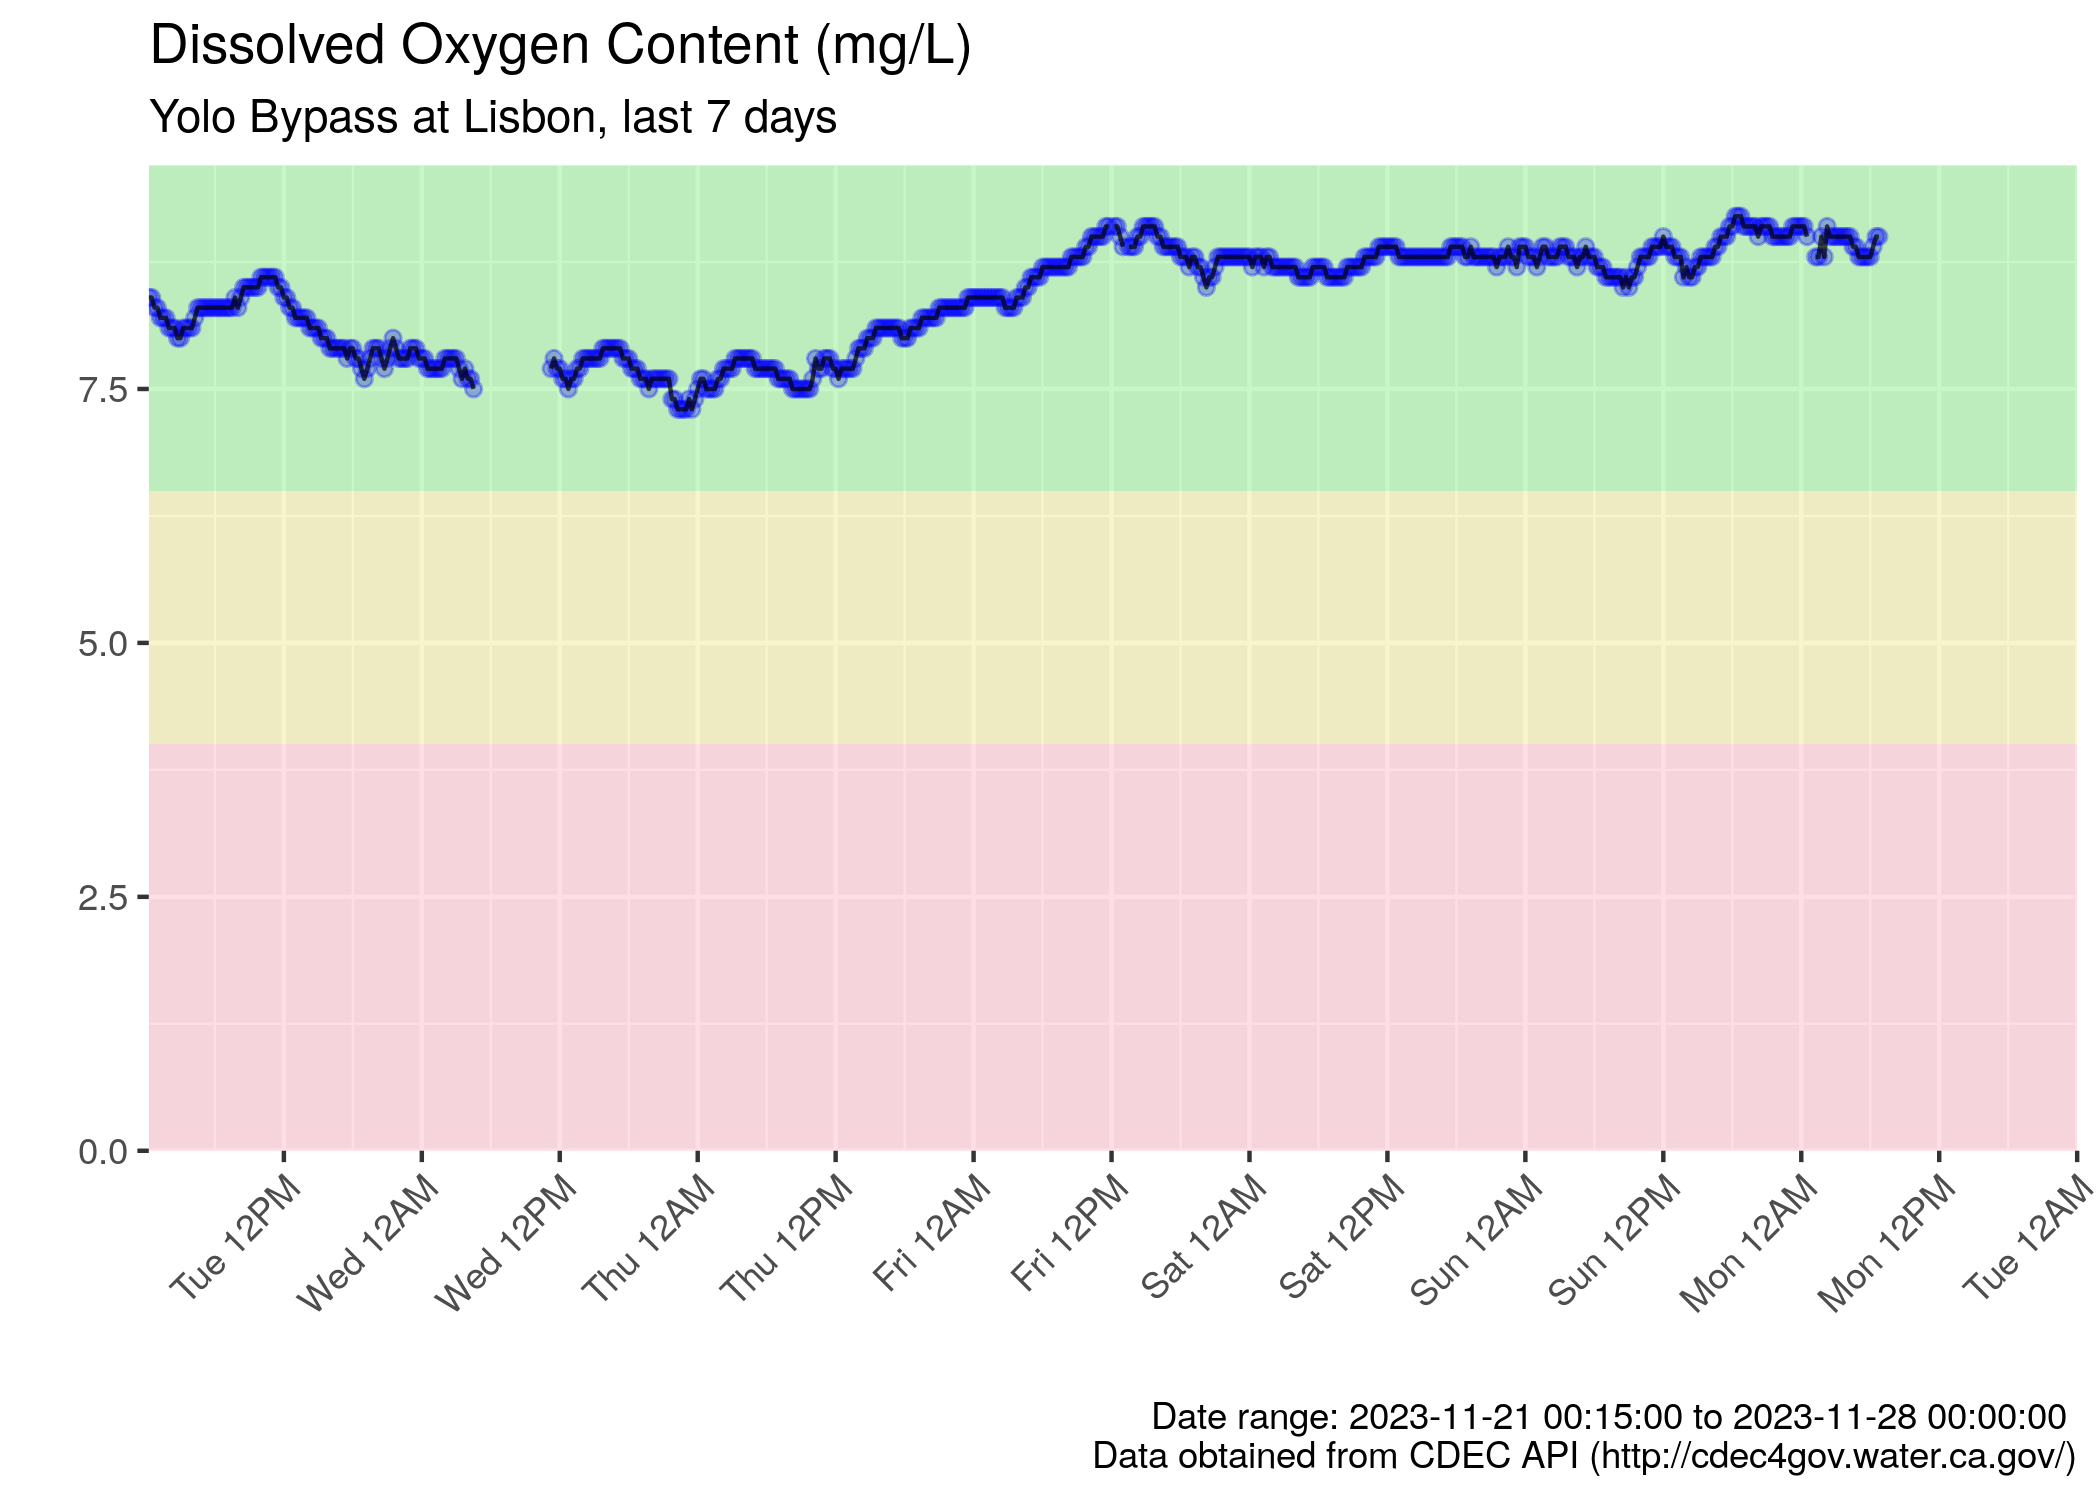 Dissolved Oxygen Content (mg/L)
Yolo Bypass at Lisbon, last 7 days
7.5
5.0
2.5
0.0
Tue 12PM
Wed 12AM
Wed 12PM
Thu 12AM
Thu 12PM
Fri 12AM
Fri 12PM
Sat 12AM
Sat 12PM
Sun 12AM
Sun 12PM
Mon 12AM
Mon 12PM
Tue 12AM
Date range: 2023-11-21 00:15:00 to 2023-11-28 00:00:00
Data obtained from CDEC API (http://cdec4gov.water.ca.gov/)